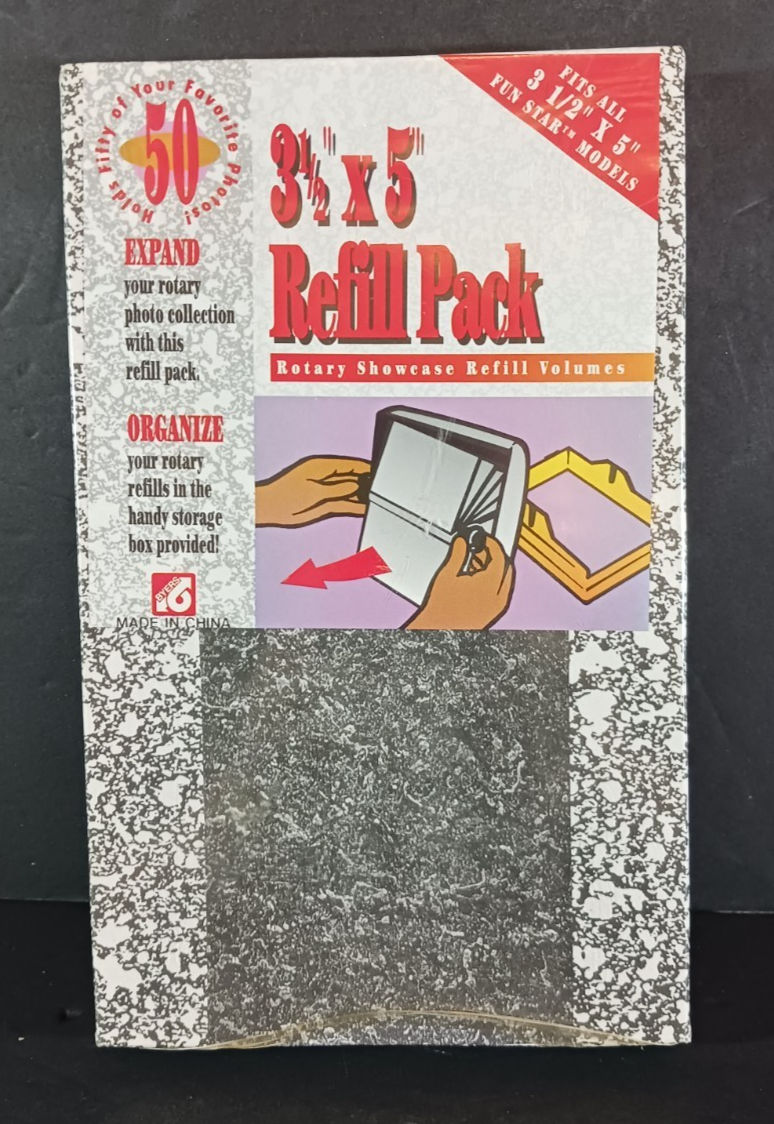 Holds Fifty of Your Favorite Photos!
50
EXPAND
your rotary
photo collection
with this
refill pack.
ORGANIZE
your rotary
refills in the
handy storage
box provided!
BYERS
MADE IN CHINA
FITS ALL
3 1/2" X 5"
FUN STAR™ MODELS
3½" x 5"
Refill Pack
Rotary Showcase Refill Volumes